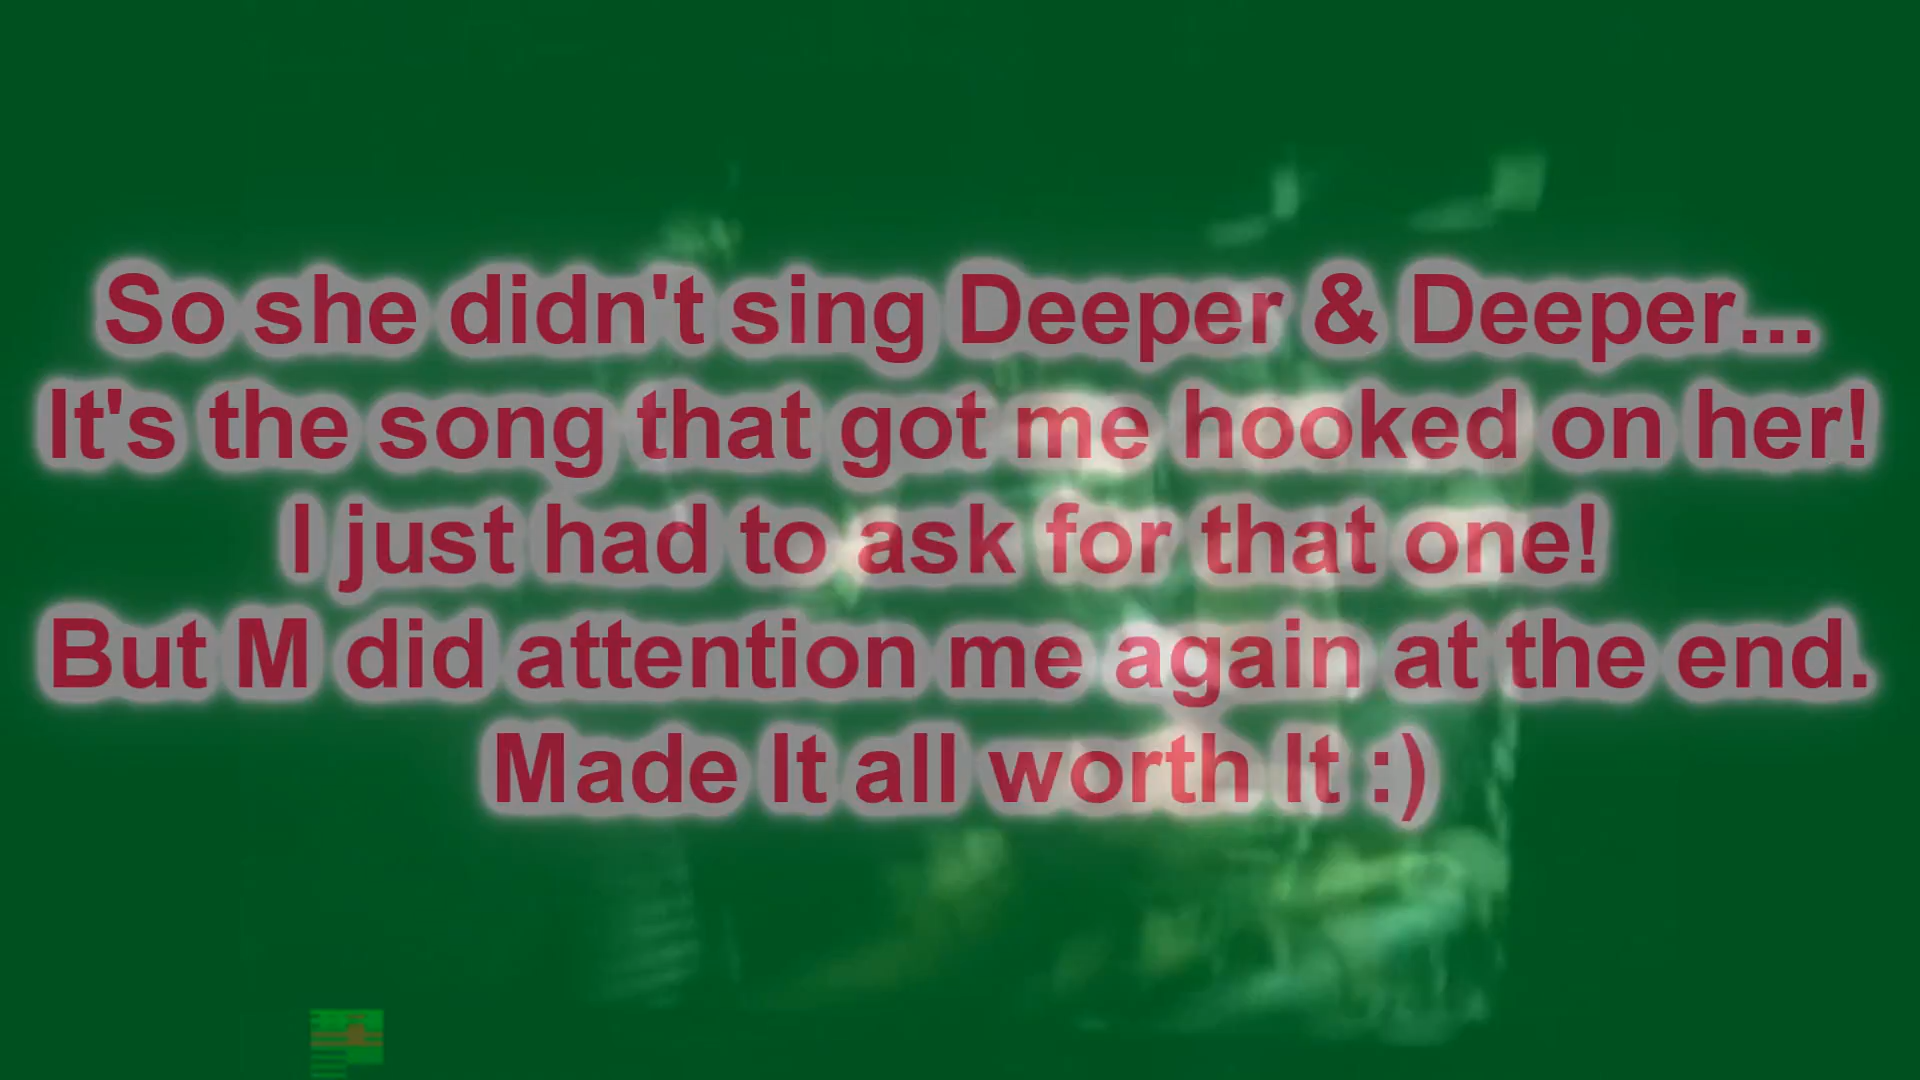 So she didn't sing Deeper & Deeper...
It's the song that got me hooked on her!
I just had to ask for that one!
But M did attention me again at the end.
Made It all worth It :)